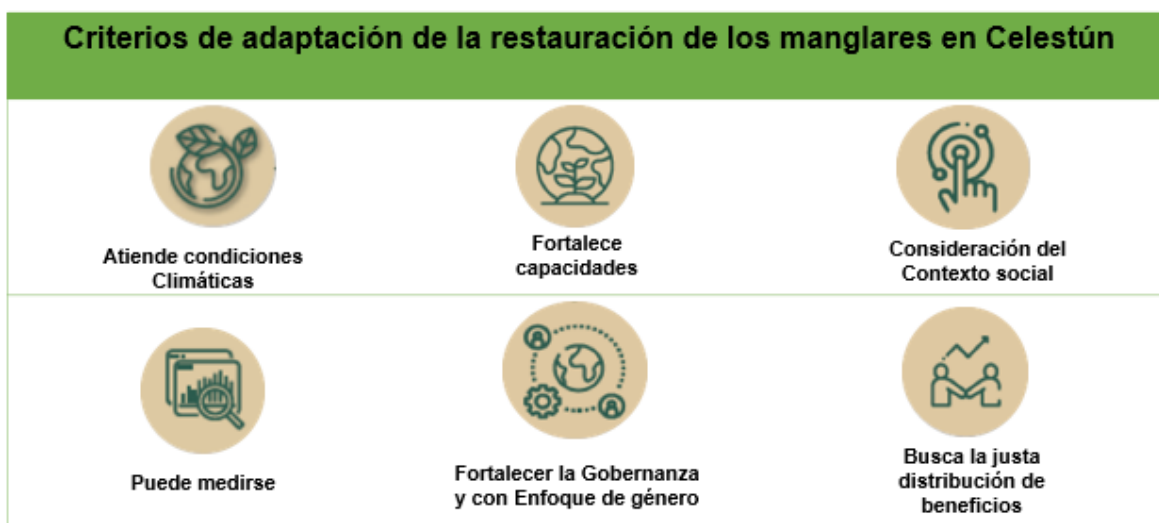 Criterios de adaptación de la restauración de los manglares en Celestún
Atiende condiciones
Climáticas
Fortalece
capacidades
Consideración del
Contexto social
Puede medirse
Fortalecer la Gobernanza
y con Enfoque de género
Busca la justa
distribución de
beneficios